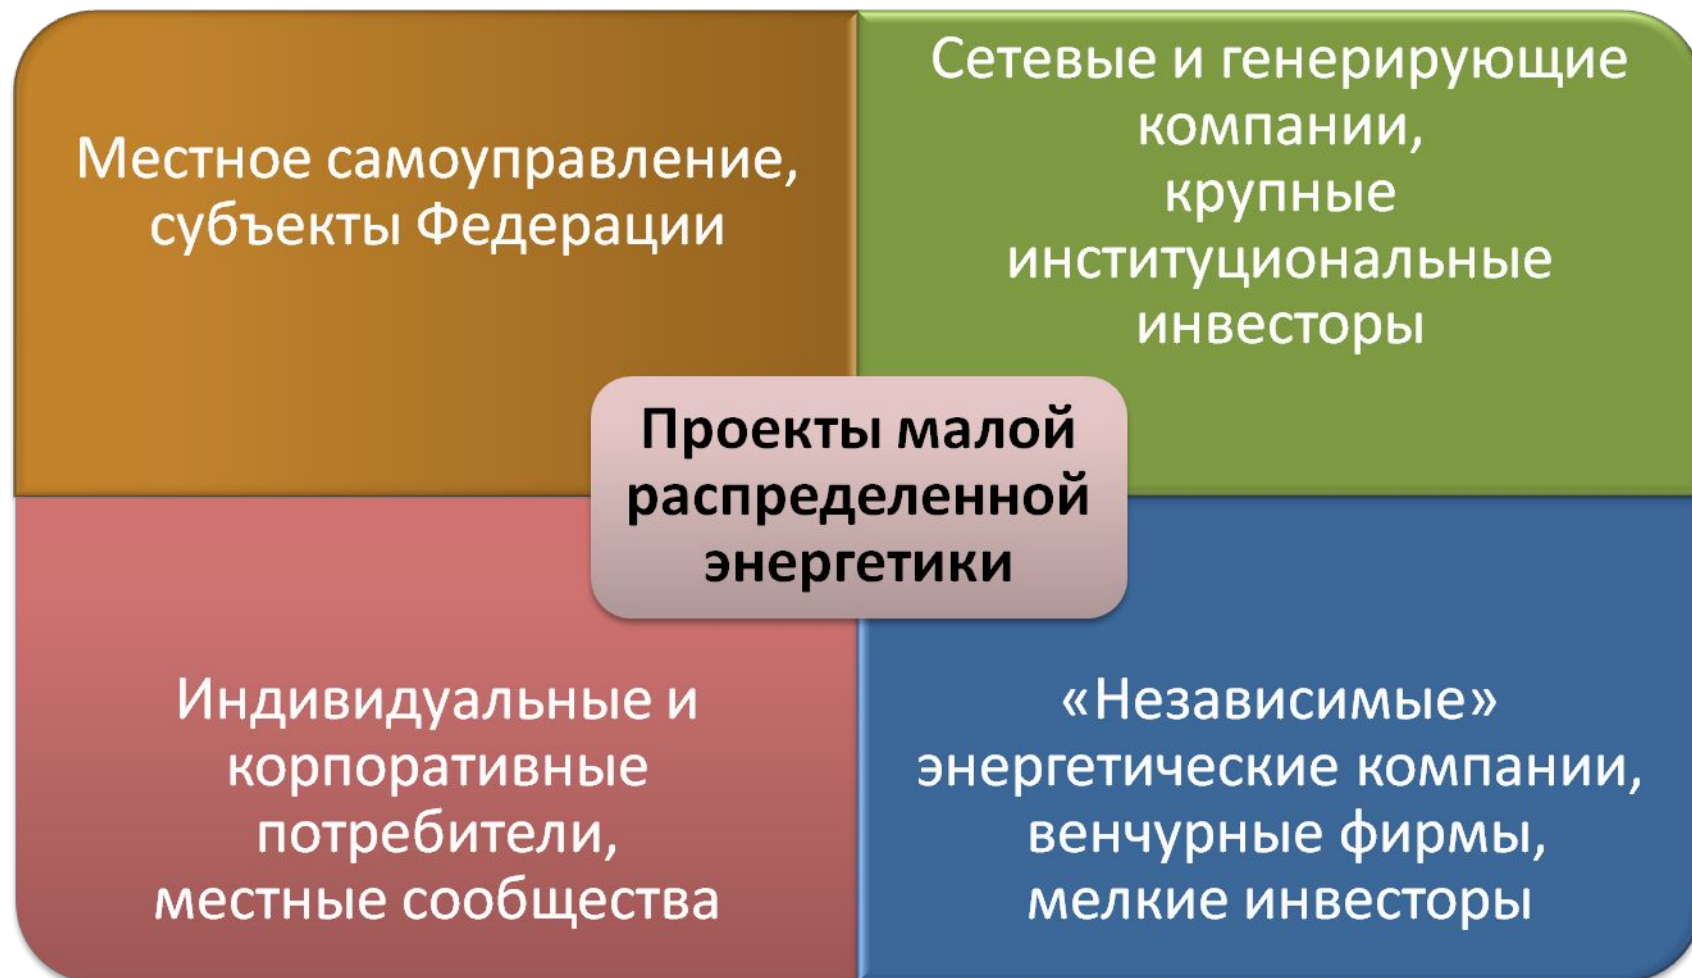 Местное самоуправление,
субъекты Федерации
Сетевые и генерирующие
компании,
крупные
институциональные
инвесторы
Проекты малой
распределенной
энергетики
Индивидуальные и
корпоративные
потребители,
местные сообщества
«Независимые»
энергетические компании,
венчурные фирмы,
мелкие инвесторы